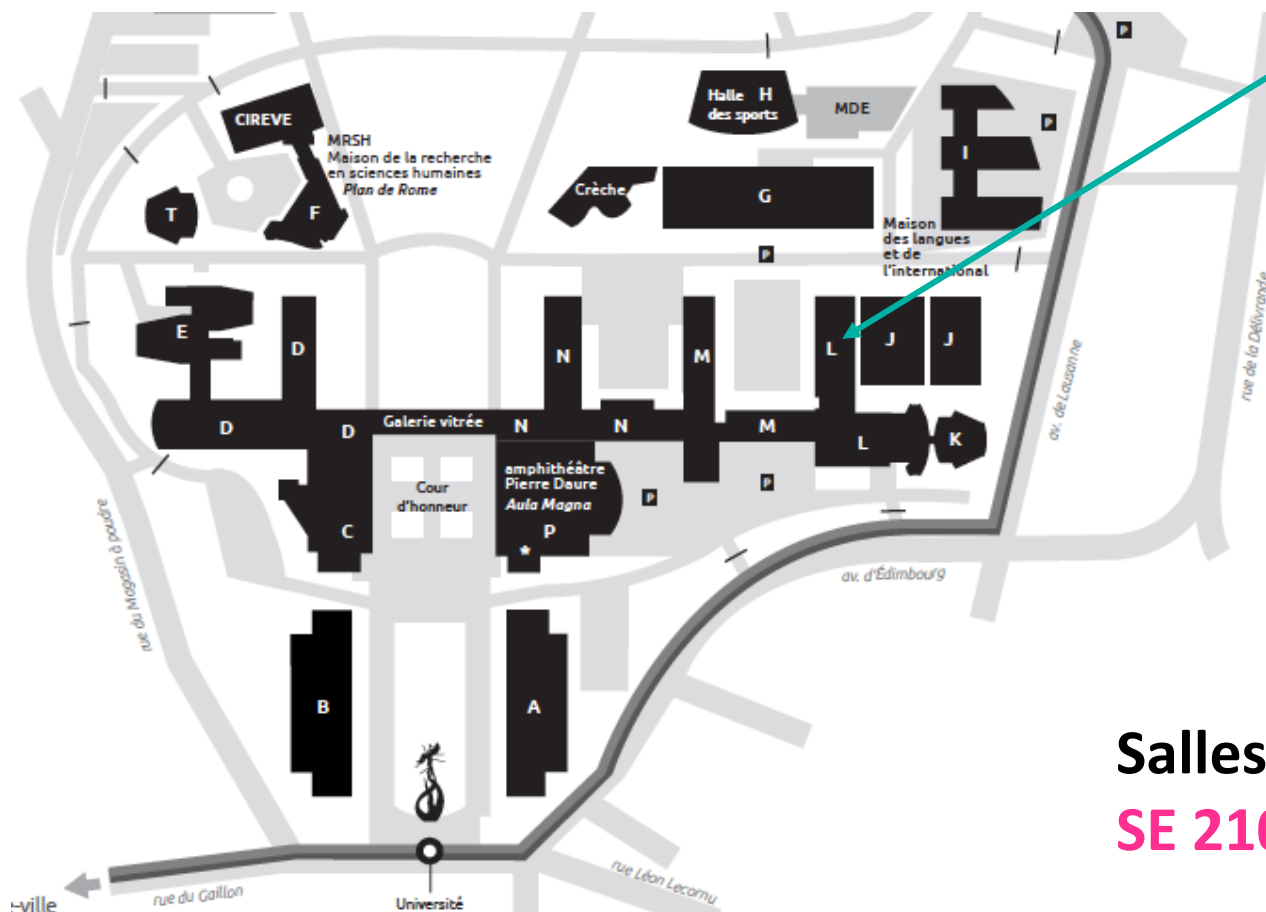 P
Halle H
des sports
MDE
CIREVE
P
MRSH
Maison de la recherche
en sciences humaines
Plan de Rome
I
Crèche
G
T
F
Maison
des langues
et de
l'international
P
E
D
N
M
L
J
J
rue de la Délivrande
av. de Lausanne
D
D
Galerie vitrée
N
N
M
L
K
amphithéâtre
Pierre Daure
Aula Magna
P
*
Cour
d'honneur
P
P
C
rue du Magasin à poudre
av. d'Édimbourg
B
A
Salles
SE 216
rue Léon Lecornu
rue du Gaillon
e-ville
Université